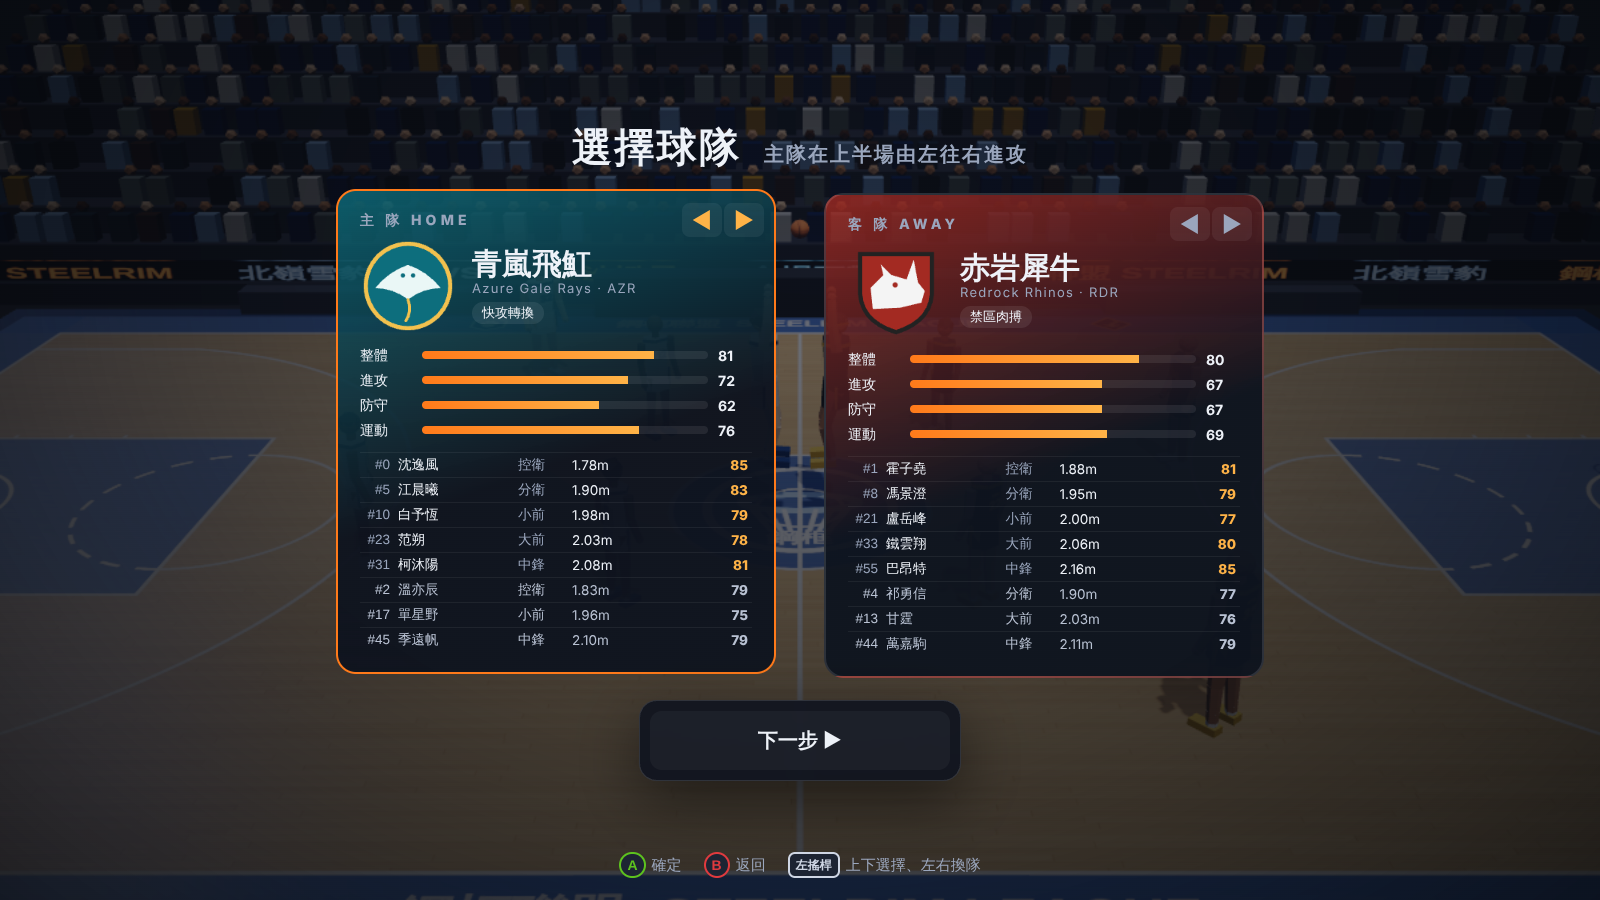 選擇球隊 主隊在上半場由左往右進攻
主 隊 HOME ◀ ▶
青嵐飛魟
Azure Gale Rays · AZR
快攻轉換
整體 81
進攻 72
防守 62
運動 76
#0 沈逸風 控衛 1.78m 85
#5 江晨曦 分衛 1.90m 83
#10 白予恆 小前 1.98m 79
#23 范朔 大前 2.03m 78
#31 柯沐陽 中鋒 2.08m 81
#2 溫亦辰 控衛 1.83m 79
#17 單星野 小前 1.96m 75
#45 季遠帆 中鋒 2.10m 79
客 隊 AWAY ◀ ▶
赤岩犀牛
Redrock Rhinos · RDR
禁區肉搏
整體 80
進攻 67
防守 67
運動 69
#1 霍子堯 控衛 1.88m 81
#8 馮景澄 分衛 1.95m 79
#21 盧岳峰 小前 2.00m 77
#33 鐵雲翔 大前 2.06m 80
#55 巴昂特 中鋒 2.16m 85
#4 祁勇信 分衛 1.90m 77
#13 甘霆 大前 2.03m 76
#44 萬嘉駒 中鋒 2.11m 79
STEELRIM 北嶺雪豹 STEELRIM 北嶺雪豹
下一步 ▶
A 確定 B 返回 左搖桿 上下選擇、左右換隊